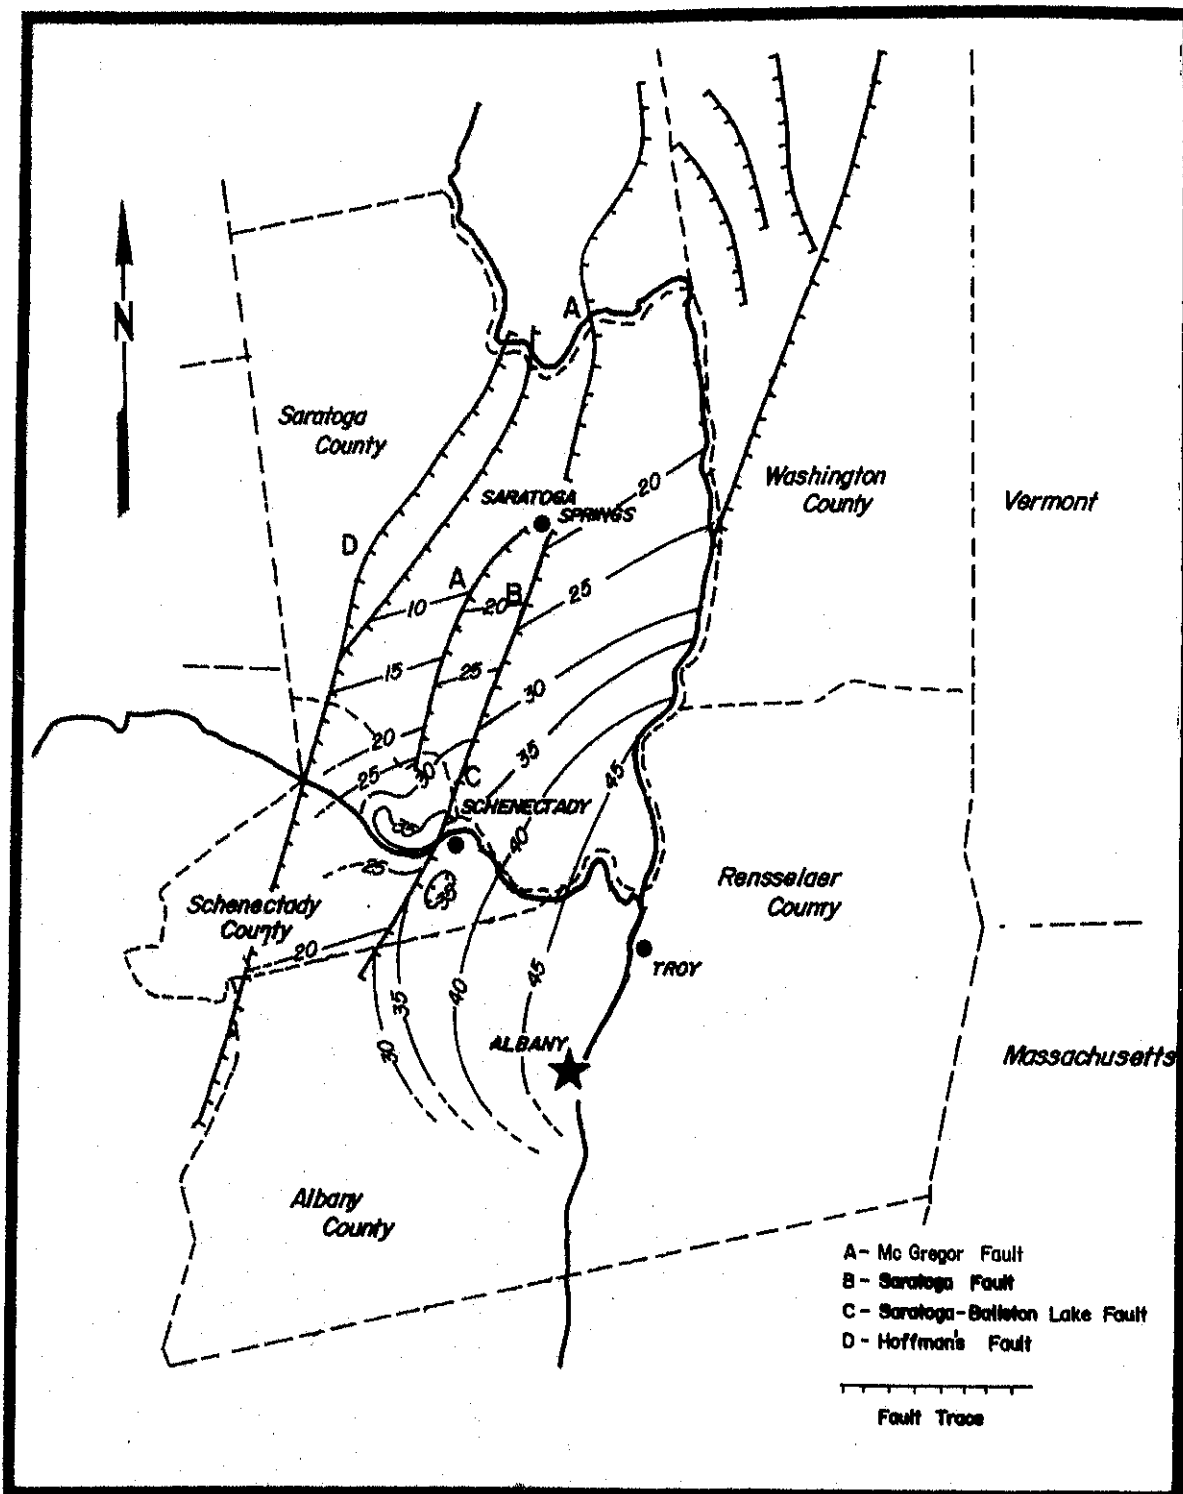 N
A
Saratoga
County
SARATOGA
SPRINGS
20
Washington
County
Vermont
D
A
B
10
20
25
15
25
30
20
25
30
35
45
C
SCHENECTADY
35
40
25
35
Schenectady
County
20
Rensselaer
County
TROY
45
40
35
30
ALBANY
Massachusetts
Albany
County
A- Mc Gregor Fault
B - Saratoga Fault
C - Saratoga-Ballston Lake Fault
D - Hoffman's Fault
Fault Trace